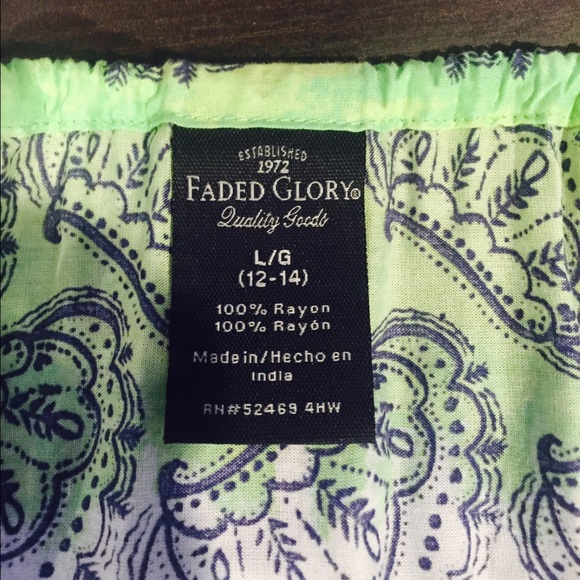 ESTABLISHED
1972
FADED GLORY®
Quality Goods
L/G
(12-14)
100% Rayon
100% Rayón
Made in/Hecho en
India
RN#52469 4HW